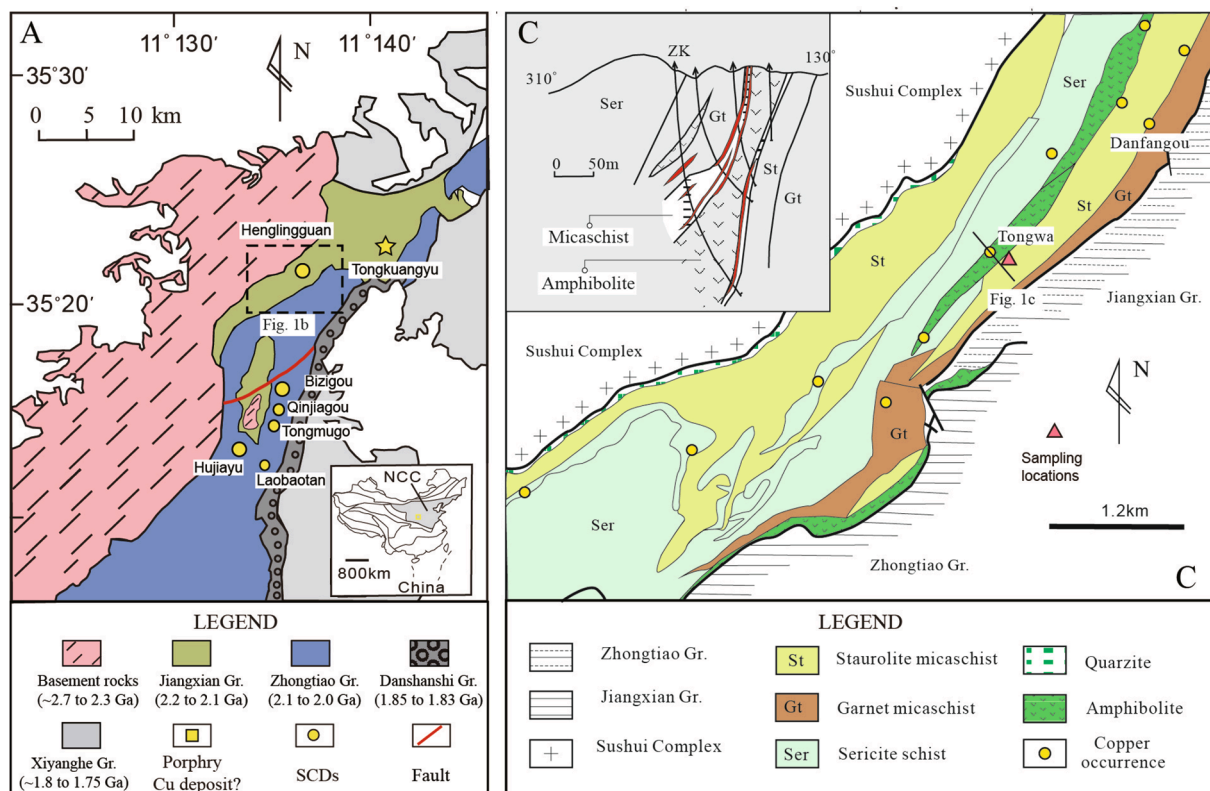 A
11°130′
11°140′
35°30′
N
0 5 10 km
Henglingguan
Tongkuangyu
35°20′
Fig. 1b
Bizigou
Qinjiagou
Tongmugo
Hujiayu
Laobaotan
NCC
800km
China
LEGEND
Basement rocks
(~2.7 to 2.3 Ga)
Jiangxian Gr.
(2.2 to 2.1 Ga)
Zhongtiao Gr.
(2.1 to 2.0 Ga)
Danshanshi Gr.
(1.85 to 1.83 Ga)
Xiyanghe Gr.
(~1.8 to 1.75 Ga)
Porphry
Cu deposit?
SCDs
Fault
C
ZK
310°
130°
Ser
Gt
0 50m
St
Gt
Micaschist
Amphibolite
Sushui Complex
Ser
Danfangou
St
St
Tongwa
Fig. 1c
Jiangxian Gr.
Sushui Complex
N
Gt
Sampling
locations
Ser
1.2km
Zhongtiao Gr.
C
LEGEND
Zhongtiao Gr.
St
Staurolite micaschist
Quarzite
Jiangxian Gr.
Gt
Garnet micaschist
Amphibolite
Sushui Complex
Ser
Sericite schist
Copper
occurrence